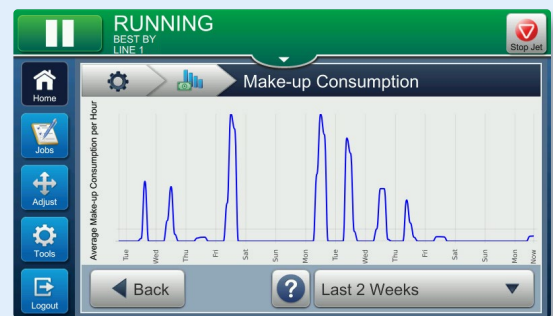 RUNNING
BEST BY
LINE 1
Stop Jet
Home
Make-up Consumption
Jobs
Adjust
Tools
Logout
Average Make-up Consumption per Hour
Tue
Wed
Thu
Fri
Sat
Sun
Mon
Tue
Wed
Thu
Fri
Sat
Sun
Mon
Now
Back
?
Last 2 Weeks